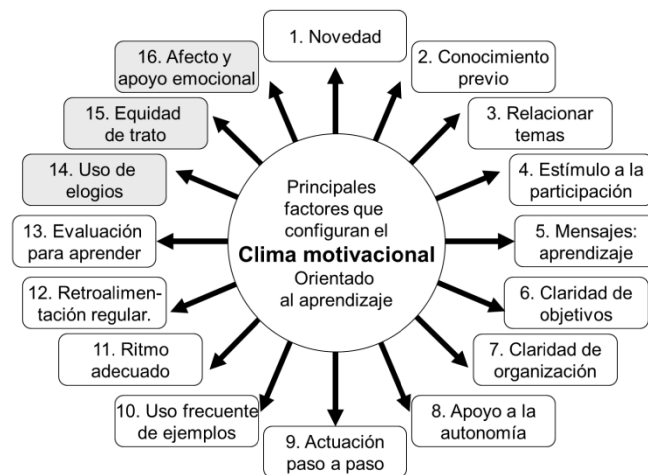 1. Novedad
2. Conocimiento
previo
3. Relacionar
temas
4. Estímulo a la
participación
5. Mensajes:
aprendizaje
6. Claridad de
objetivos
7. Claridad de
organización
8. Apoyo a la
autonomía
9. Actuación
paso a paso
10. Uso frecuente
de ejemplos
11. Ritmo
adecuado
12. Retroalimen-
tación regular.
13. Evaluación
para aprender
14. Uso de
elogios
15. Equidad
de trato
16. Afecto y
apoyo emocional
Principales
factores que
configuran el
Clima motivacional
Orientado
al aprendizaje